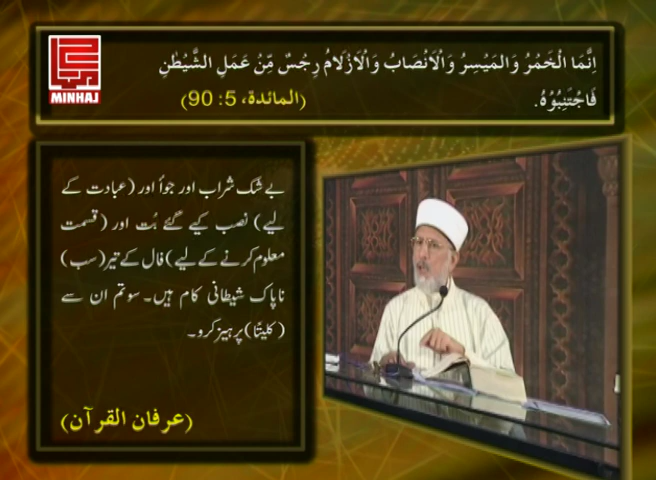 اِنَّمَا الْخَمْرُ وَالْمَيْسِرُ وَالْاَنْصَابُ وَالْاَزْلَامُ رِجْسٌ مِّنْ عَمَلِ الشَّيْطٰنِ
فَاجْتَنِبُوْهُ.
(المائدة، 5: 90)
MINHAJ
بے شک شراب اور جوأ اور (عبادت کے
لیے) نصب کیے گئے بُت اور (قسمت
معلوم کرنے کے لیے) فال کے تیر (سب)
ناپاک شیطانی کام ہیں۔ سو تم ان سے
(کلیتًا) پرہیز کرو۔
(عرفان القرآن)